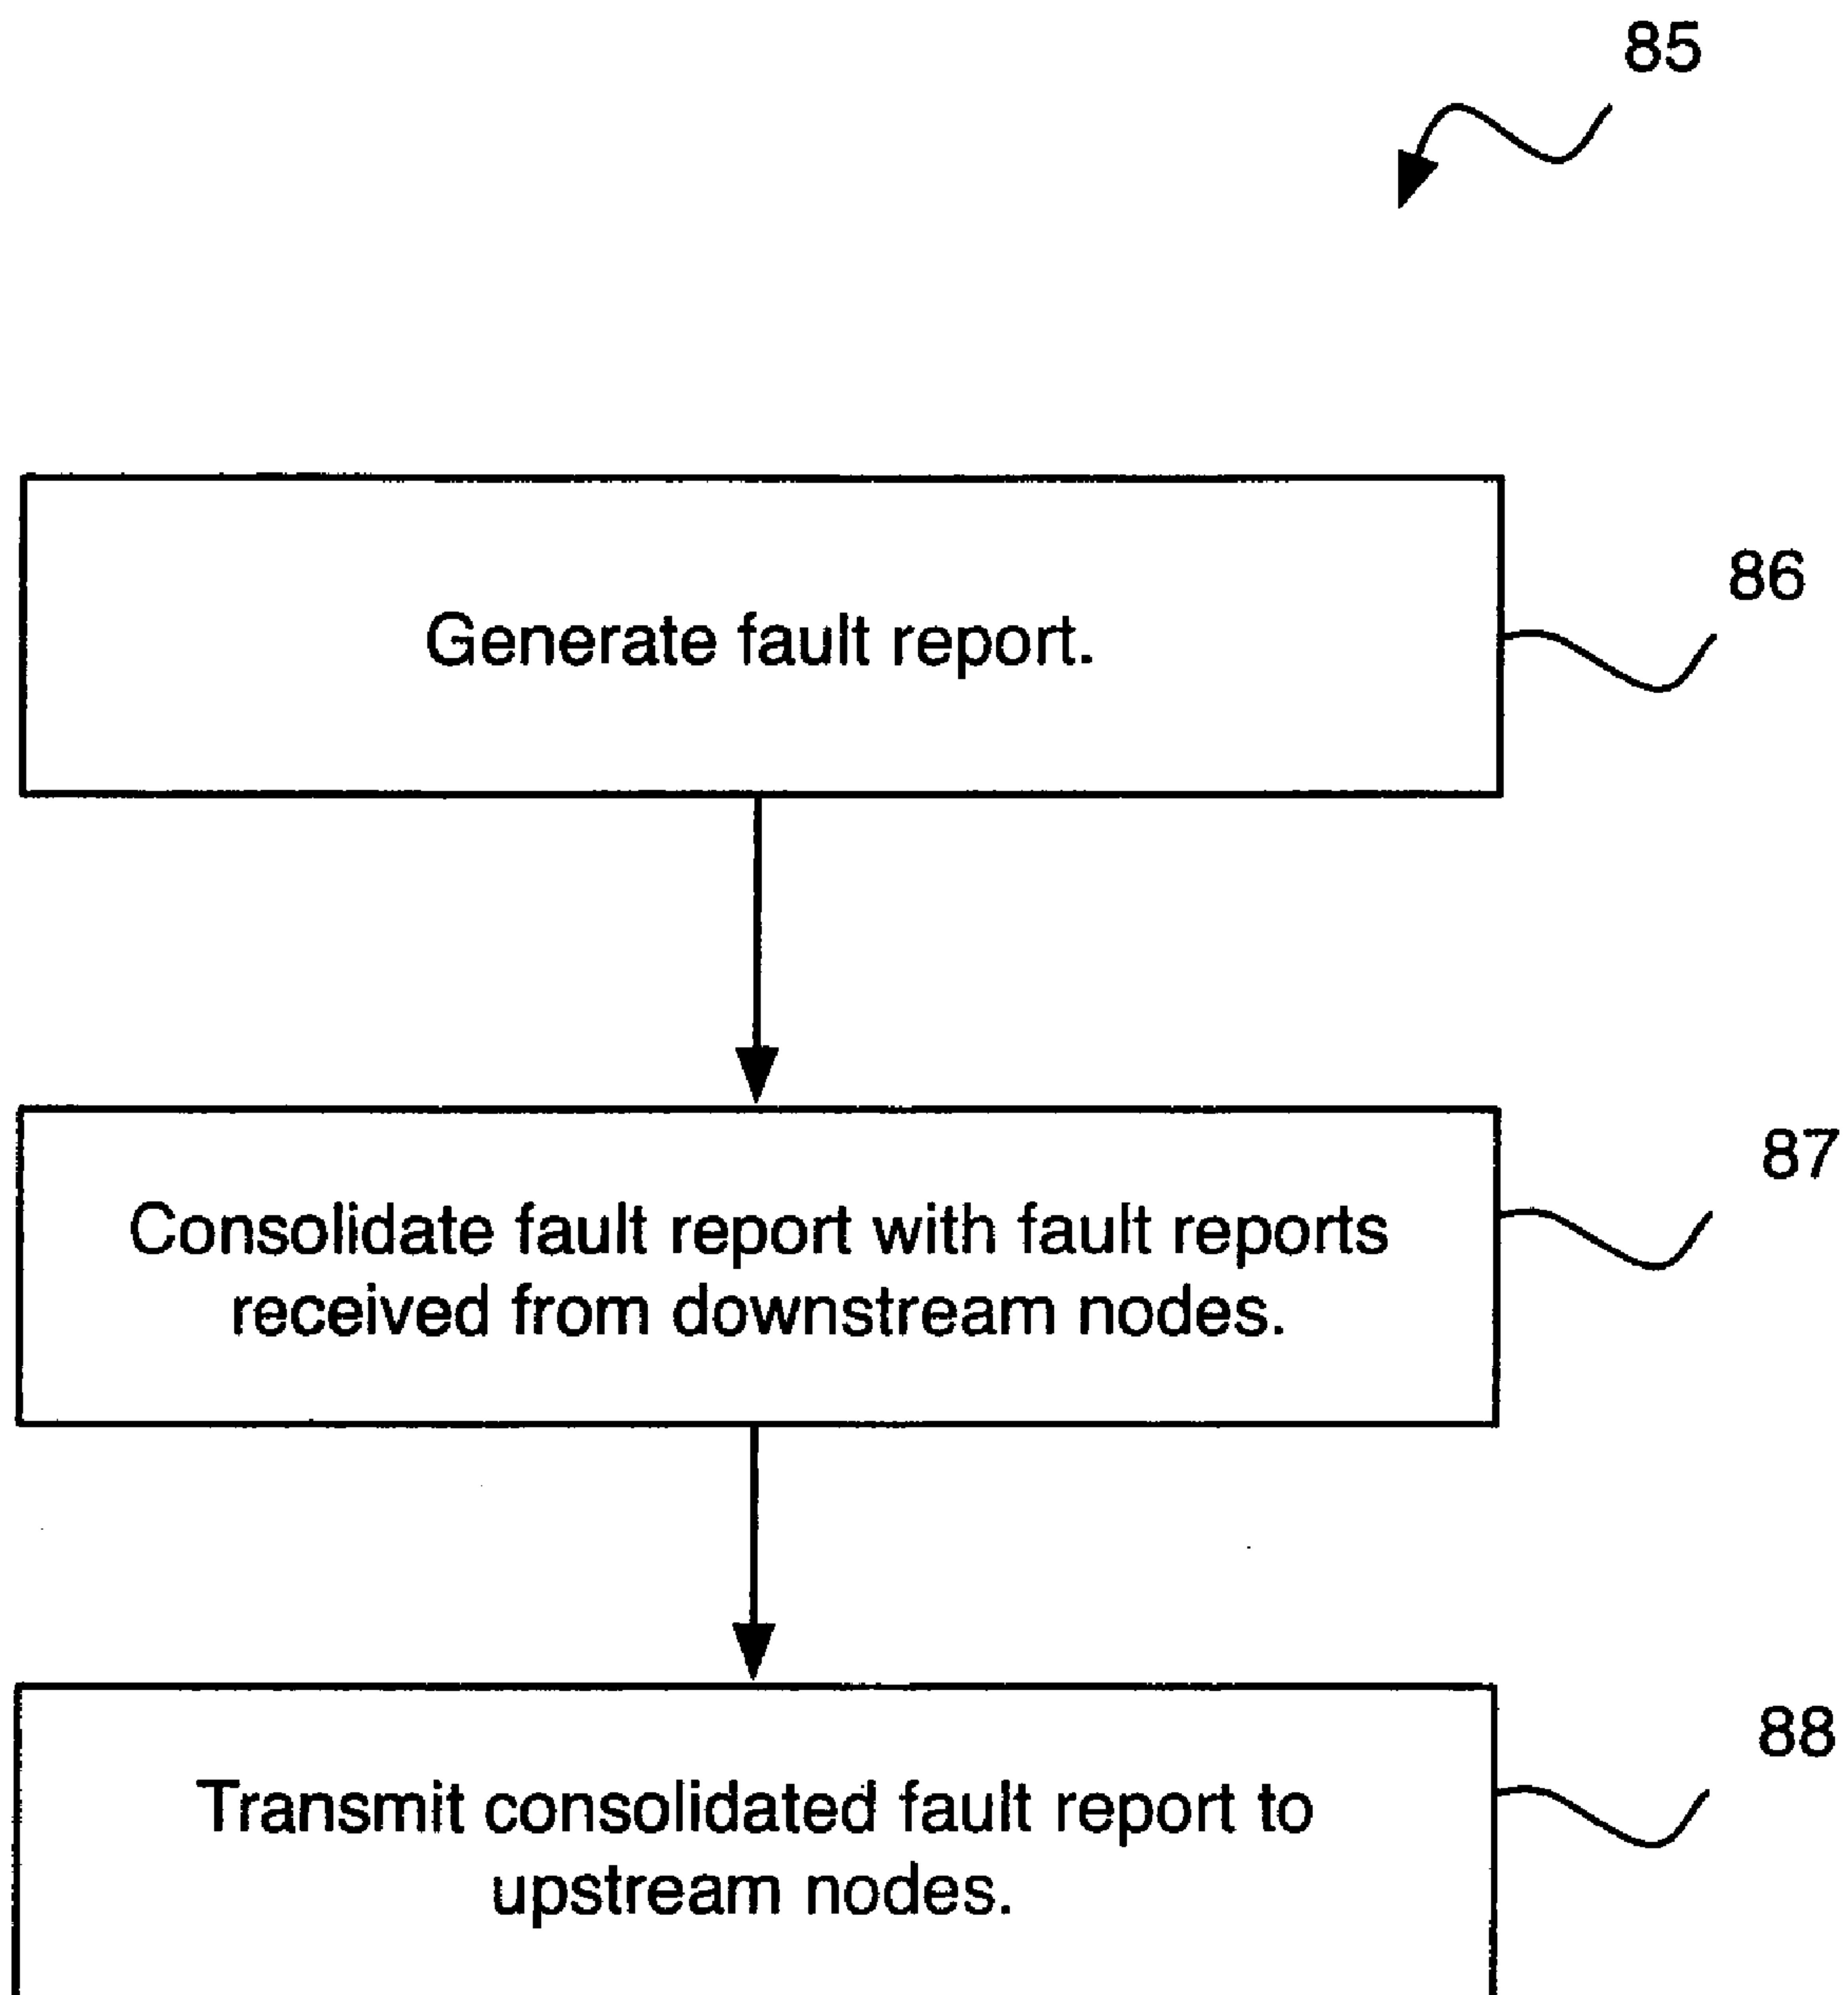 85
86
Generate fault report.
87
Consolidate fault report with fault reports
received from downstream nodes.
88
Transmit consolidated fault report to
upstream nodes.